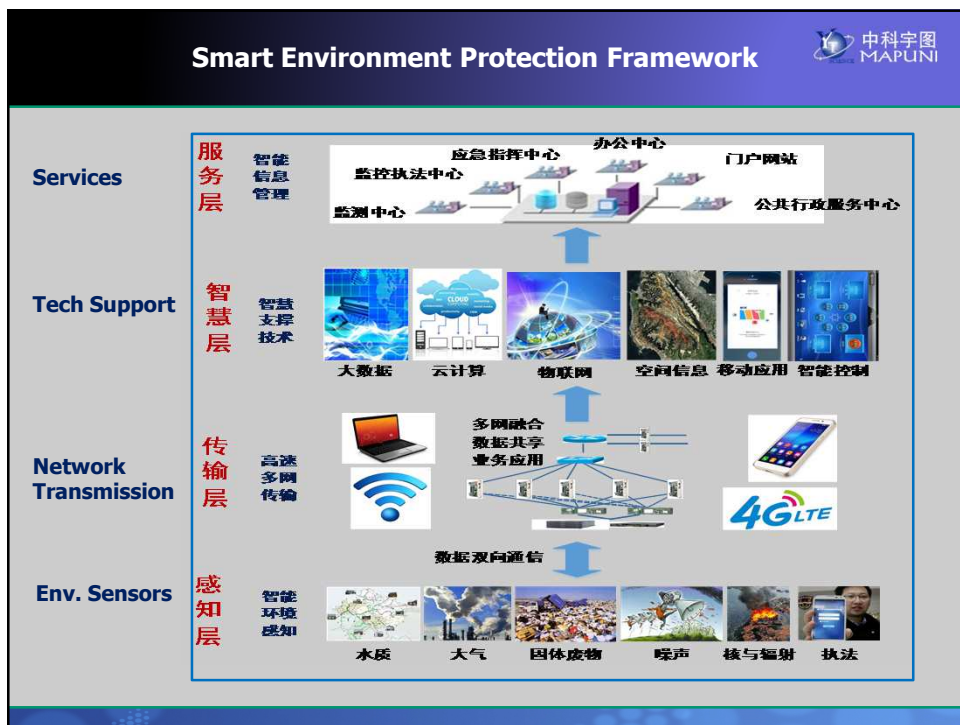 Smart Environment Protection Framework
中科宇图
MAPUNI
SCIENCE
Services
服务层
智能
信息
管理
监测中心
监控执法中心
应急指挥中心
办公中心
门户网站
公共行政服务中心
Tech Support
智慧层
智慧
支撑
技术
CLOUD
大数据
云计算
物联网
空间信息
移动应用
智能控制
Network
Transmission
传输层
高速
多网
传输
多网融合
数据共享
业务应用
4G LTE
数据双向通信
Env. Sensors
感知层
智能
环境
感知
水质
大气
固体废物
噪声
核与辐射
执法